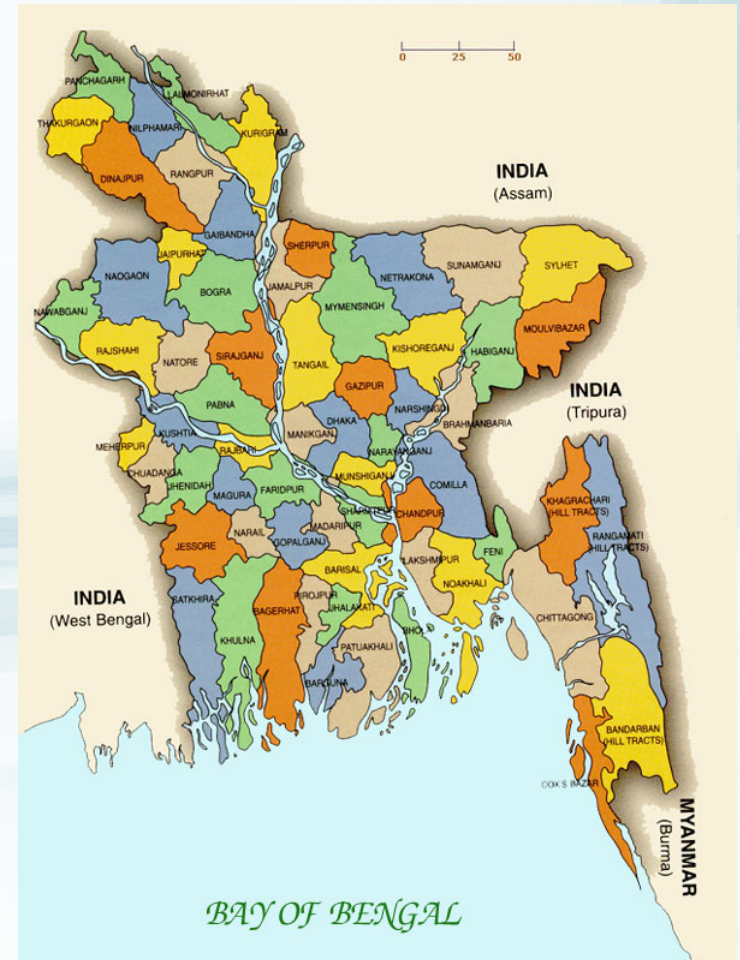 0 25 50
PANCHAGARH
LALMONIRHAT
THAKURGAON
NILPHAMARI
KURIGRAM
DINAJPUR
RANGPUR
INDIA
(Assam)
GAIBANDHA
JAIPURHAT
SHERPUR
NAOGAON
BOGRA
JAMALPUR
NETRAKONA
SUNAMGANJ
SYLHET
NAWABGANJ
MYMENSINGH
MOULVIBAZAR
RAJSHAHI
NATORE
SIRAJGANJ
TANGAIL
KISHOREGANJ
HABIGANJ
GAZIPUR
INDIA
(Tripura)
PABNA
NARSHINGD
DHAKA
BRAHMANBARIA
KUSHTIA
MANIKGANJ
MEHERPUR
RAJBARI
NARAYANGANJ
CHUADANGA
JHENIDAH
MUNSHIGANJ
COMILLA
MAGURA
FARIDPUR
KHAGRACHARI
(HILL TRACTS)
CHANDPUR
MADARIPUR
NARAIL
GOPALGANJ
JESSORE
RANGAMATI
(HILL TRACTS)
FENI
LAKSHMIPUR
BARISAL
NOAKHALI
INDIA
(West Bengal)
SATKHIRA
PIROJPUR
BAGERHAT
JHALAKATI
CHITTAGONG
BHOLA
KHULNA
PATUAKHALI
BARGUNA
BANDARBAN
(HILL TRACTS)
COX'S BAZAR
MYANMAR
(Burma)
BAY OF BENGAL